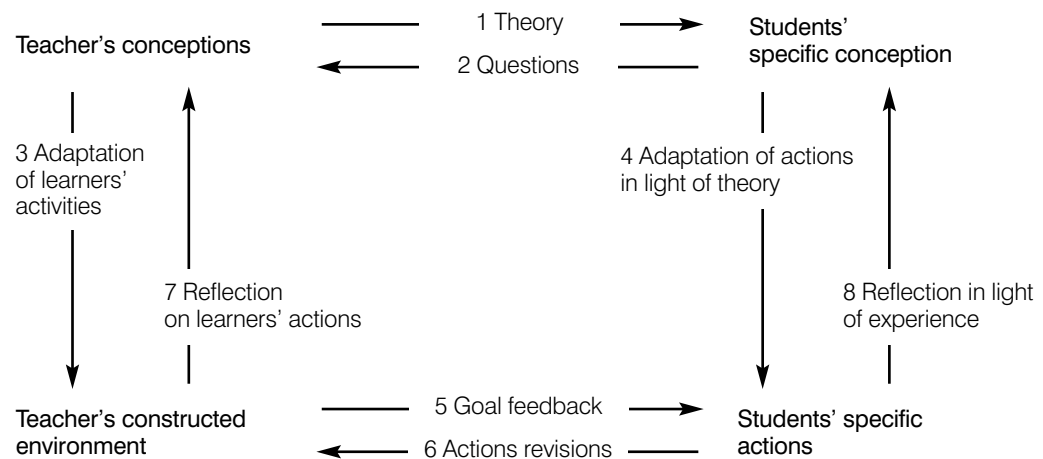 1 Theory
Teacher’s conceptions
Students’
specific conception
2 Questions
3 Adaptation
of learners’
activities
4 Adaptation of actions
in light of theory
7 Reflection
on learners’ actions
8 Reflection in light
of experience
Teacher’s constructed
environment
5 Goal feedback
6 Actions revisions
Students’ specific
actions